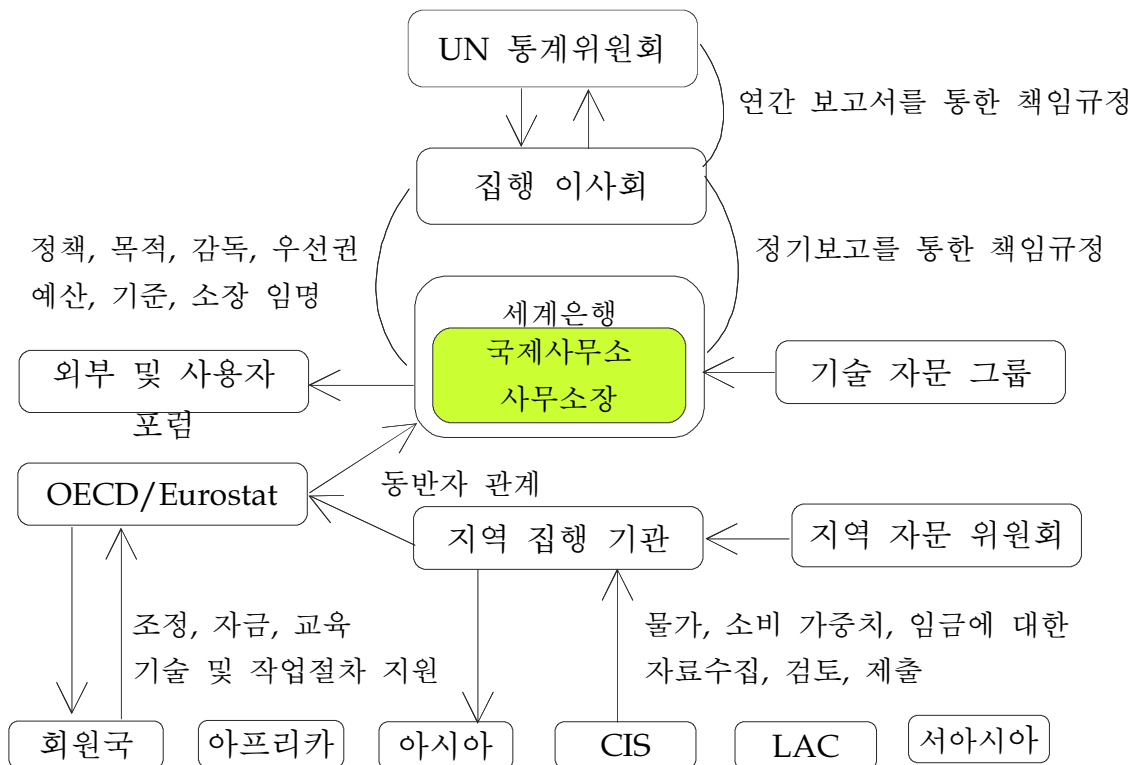 UN 통계위원회
연간 보고서를 통한 책임규정
집행 이사회
정책, 목적, 감독, 우선권
예산, 기준, 소장 임명
정기보고를 통한 책임규정
세계은행
국제사무소
사무소장
외부 및 사용자
포럼
기술 자문 그룹
OECD/Eurostat
동반자 관계
지역 집행 기관
지역 자문 위원회
조정, 자금, 교육
기술 및 작업절차 지원
물가, 소비 가중치, 임금에 대한
자료수집, 검토, 제출
회원국
아프리카
아시아
CIS
LAC
서아시아